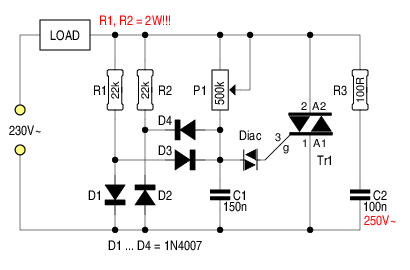 R1, R2 = 2W!!!
LOAD
R1
22k
22k
R2
P1
500k
R3
100R
2
A2
D4
Diac
3
g
230V~
D3
1
A1
Tr1
D1
D2
C1
150n
C2
100n
250V~
D1 ... D4 = 1N4007